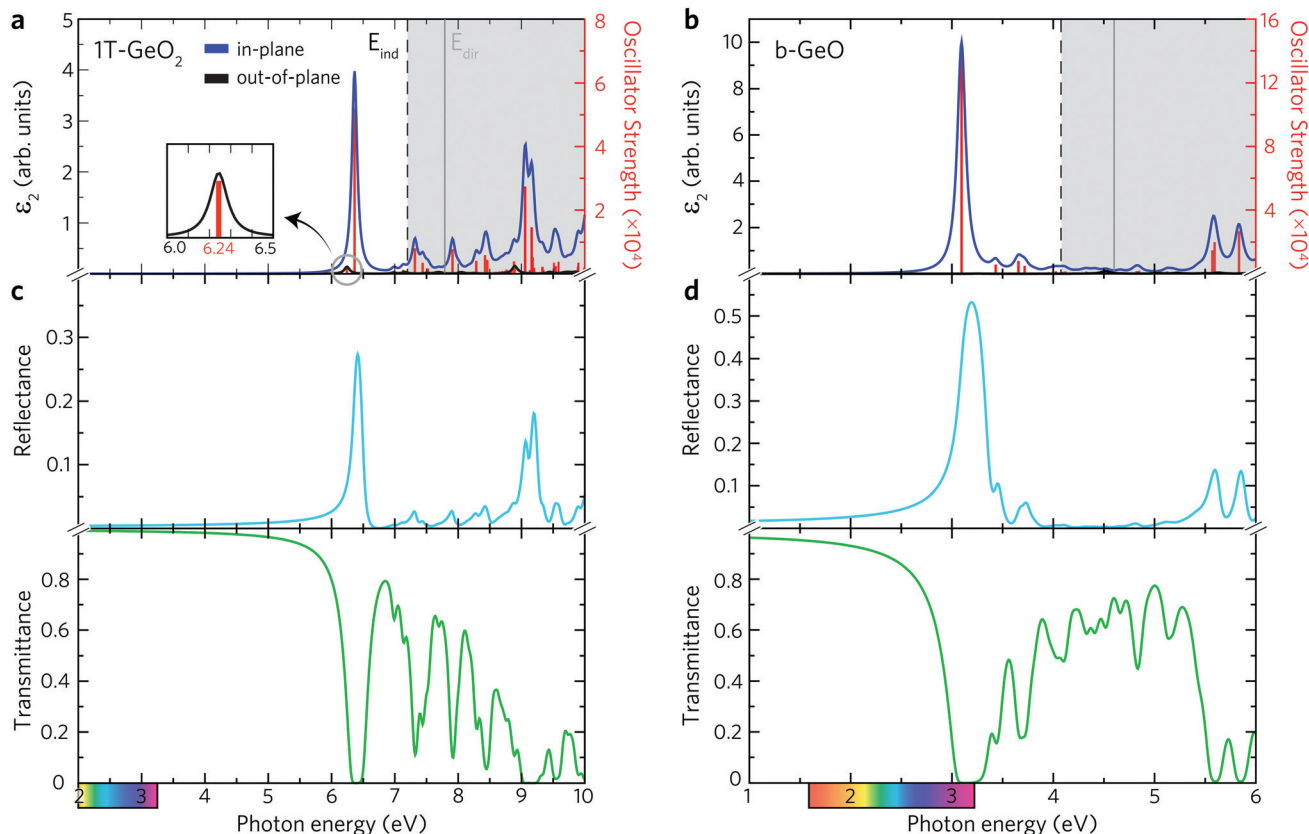 a
1T-GeO₂
in-plane
out-of-plane
E_ind
E_dir
ε₂ (arb. units)
5
4
3
2
1
Oscillator Strength (×10⁴)
8
6
4
2
0
6.0 6.24 6.5
b
b-GeO
ε₂ (arb. units)
10
8
6
4
2
Oscillator Strength (×10⁴)
16
12
8
4
0
c
Reflectance
0.3
0.2
0.1
d
Reflectance
0.5
0.4
0.3
0.2
0.1
Transmittance
0.8
0.6
0.4
0.2
0
2 3 4 5 6 7 8 9 10
Photon energy (eV)
Transmittance
0.8
0.6
0.4
0.2
0
1 2 3 4 5 6
Photon energy (eV)